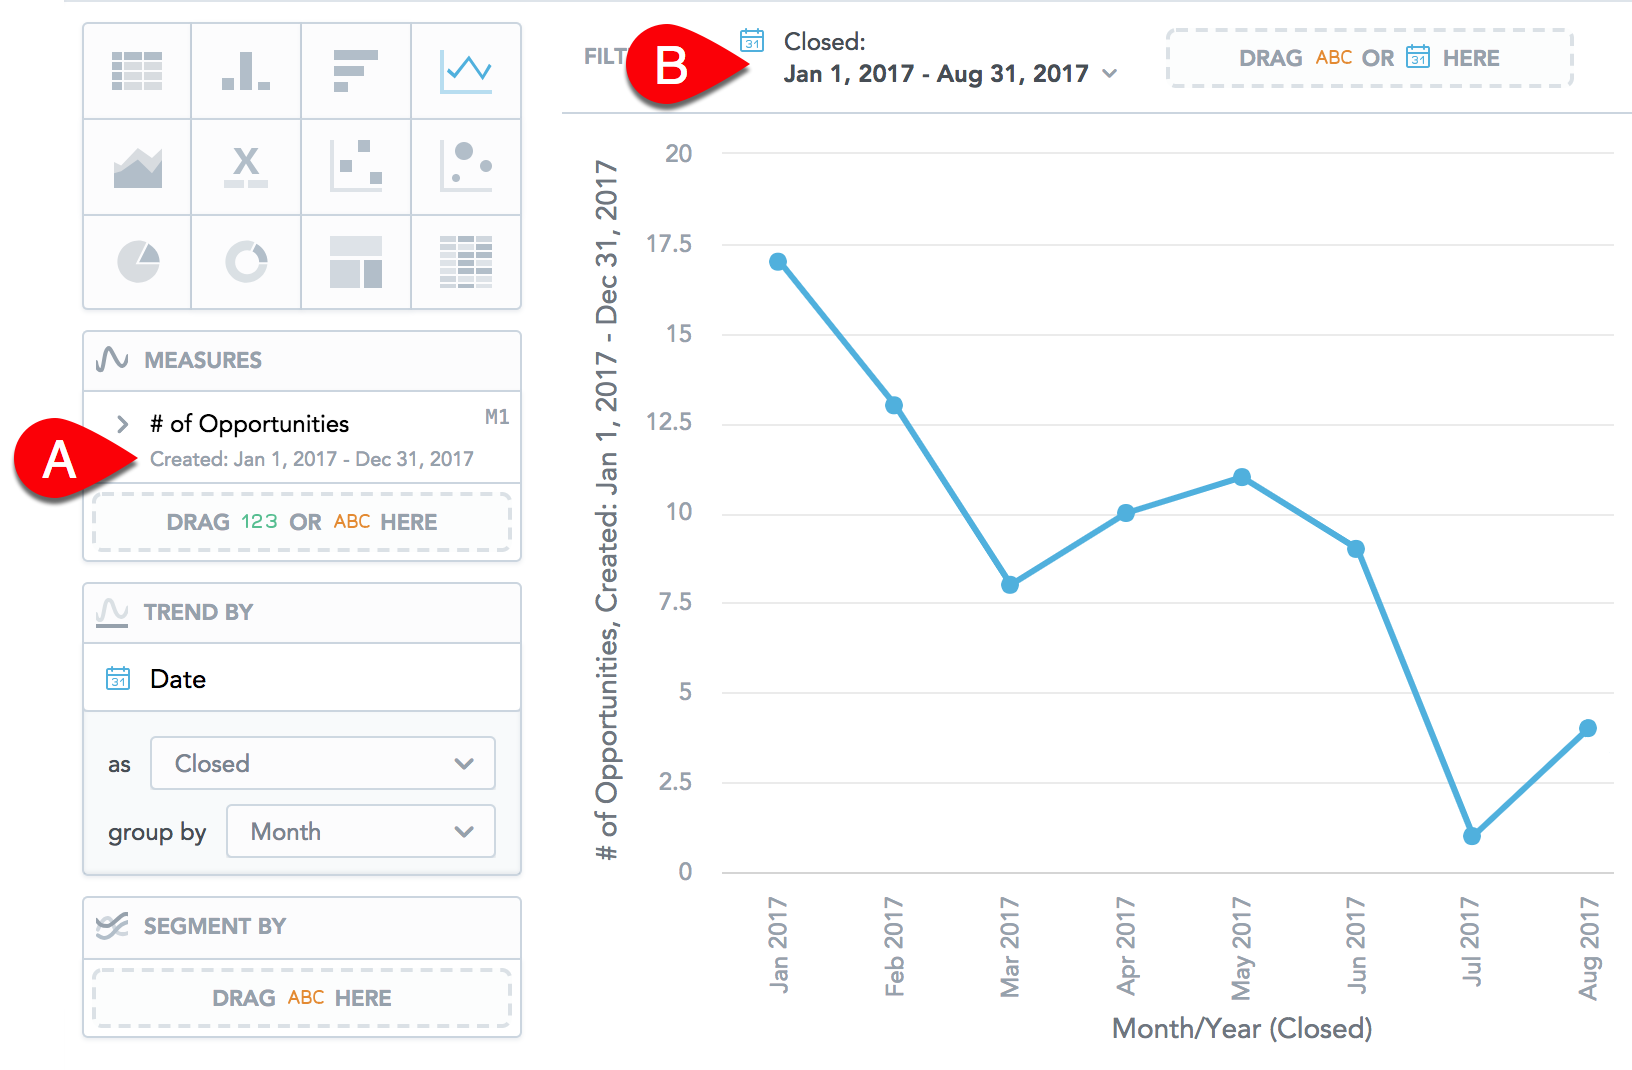 X
MEASURES
# of Opportunities
M1
Created: Jan 1, 2017 - Dec 31, 2017
A
DRAG 123 OR ABC HERE
TREND BY
31
Date
as
Closed
group by
Month
SEGMENT BY
DRAG ABC HERE
FILT
B
31
Closed:
Jan 1, 2017 - Aug 31, 2017
DRAG ABC OR 31 HERE
# of Opportunities, Created: Jan 1, 2017 - Dec 31, 2017
20
17.5
15
12.5
10
7.5
5
2.5
0
Jan 2017
Feb 2017
Mar 2017
Apr 2017
May 2017
Jun 2017
Jul 2017
Aug 2017
Month/Year (Closed)